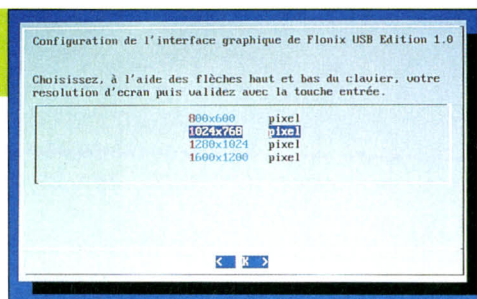 Configuration de l'interface graphique de Flonix USB Edition 1.0
Choisissez, à l'aide des flèches haut et bas du clavier, votre
resolution d'ecran puis validez avec la touche entrée.
800x600 pixel
1024x768 pixel
1280x1024 pixel
1600x1200 pixel
< K >